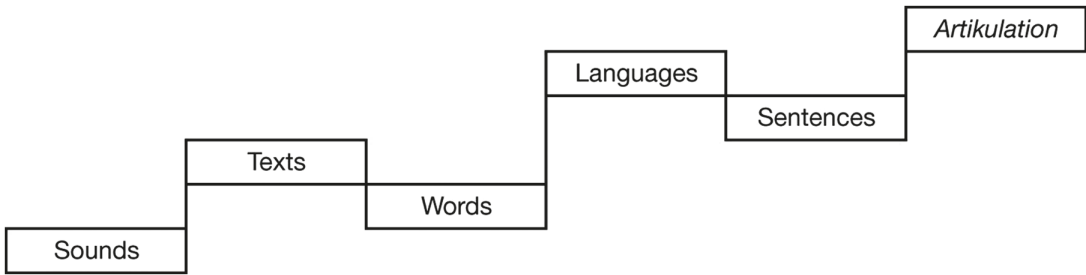 Sounds
Texts
Words
Languages
Sentences
Artikulation